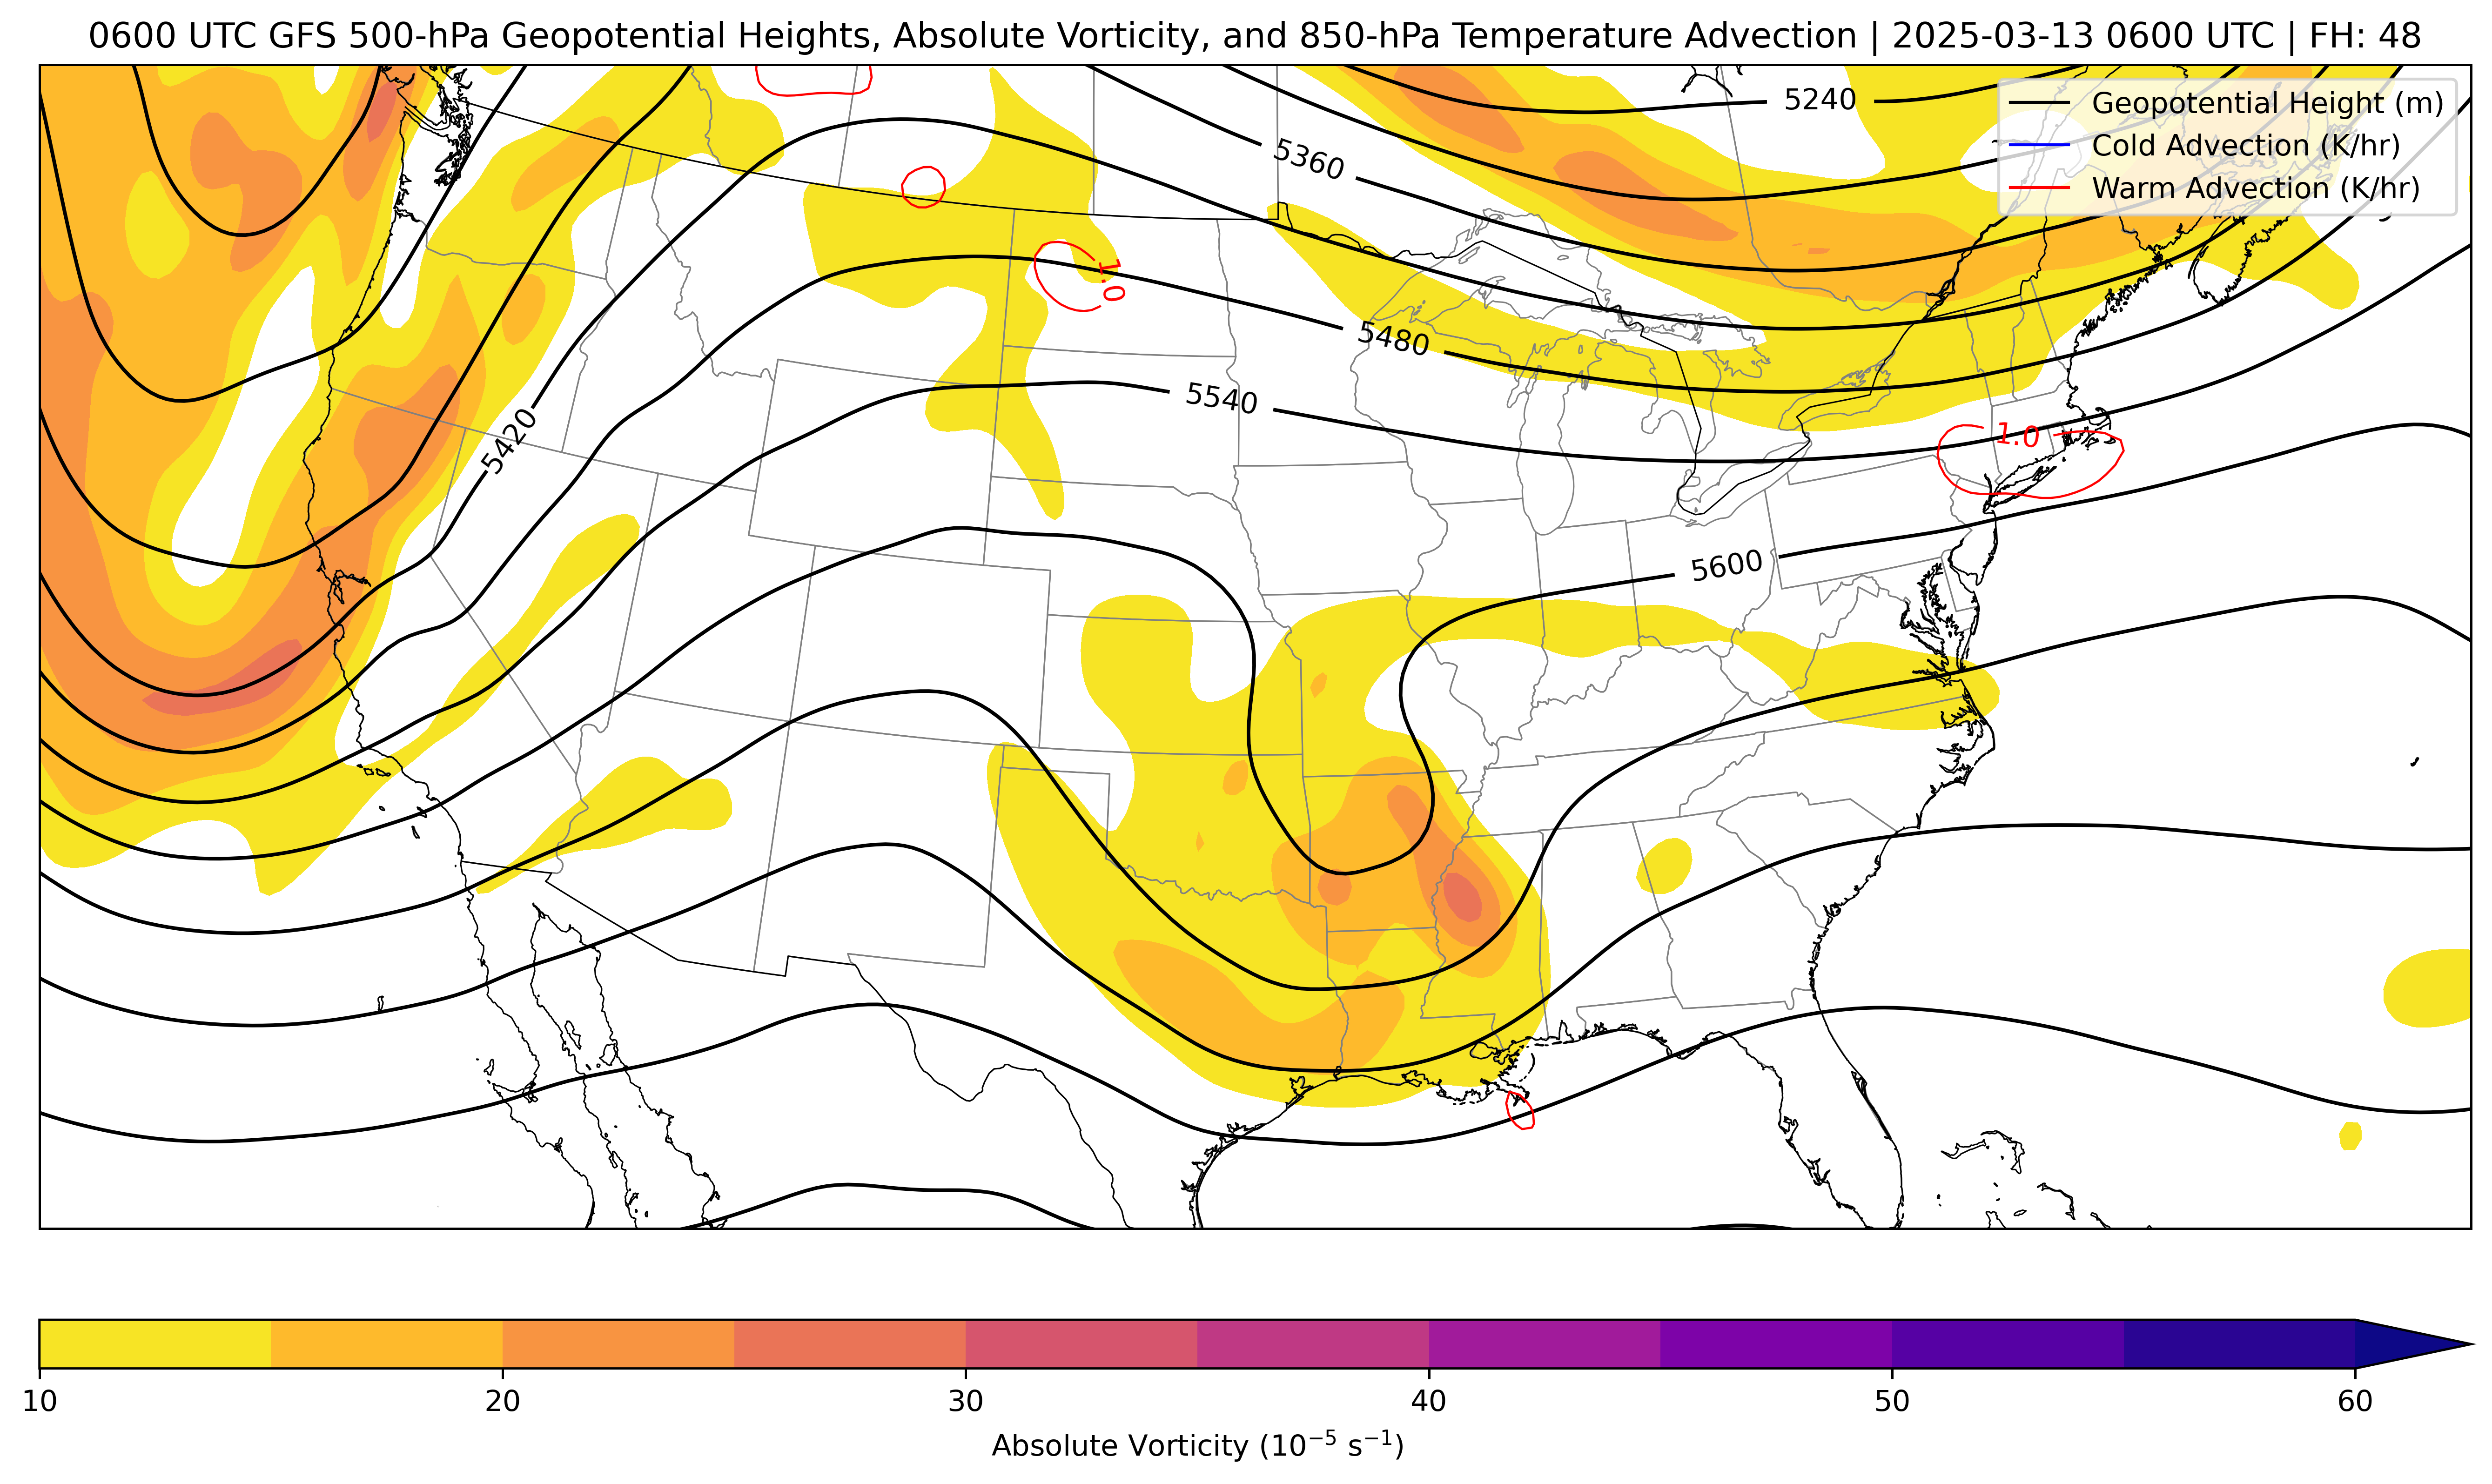 0600 UTC GFS 500-hPa Geopotential Heights, Absolute Vorticity, and 850-hPa Temperature Advection | 2025-03-13 0600 UTC | FH: 48
5240
Geopotential Height (m)
Cold Advection (K/hr)
Warm Advection (K/hr)
5360
1.0
5480
5540
5420
1.0
5600
10 20 30 40 50 60
Absolute Vorticity (10⁻⁵ s⁻¹)